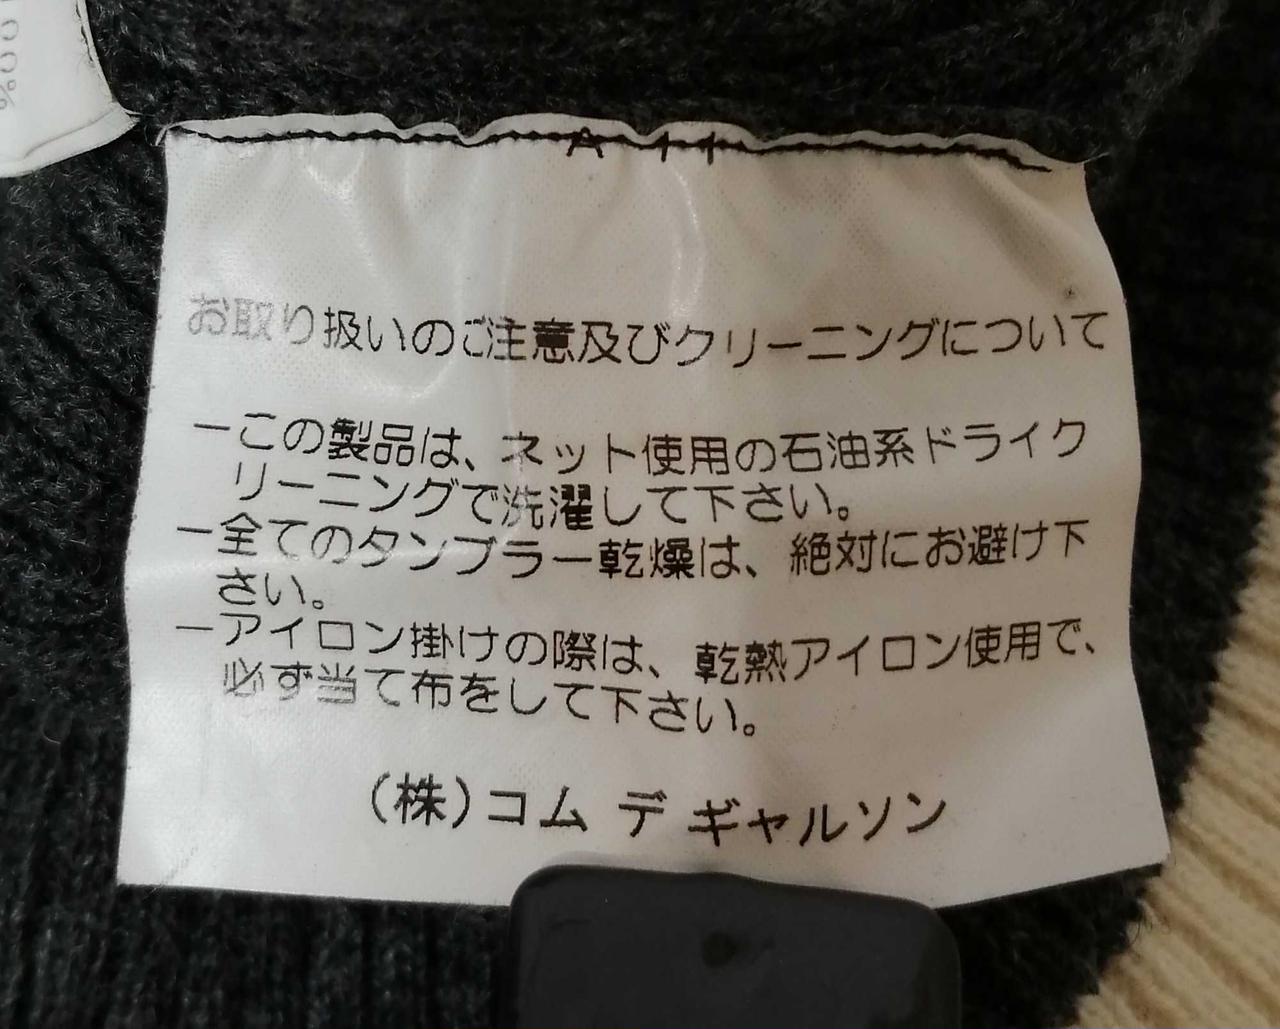 100%
お取り扱いのご注意及びクリーニングについて
ーこの製品は、ネット使用の石油系ドライク
リーニングで洗濯して下さい。
ー全てのタンブラー乾燥は、絶対にお避け下
さい。
ーアイロン掛けの際は、乾熱アイロン使用で、
必ず当て布をして下さい。
(株)コム デ ギャルソン